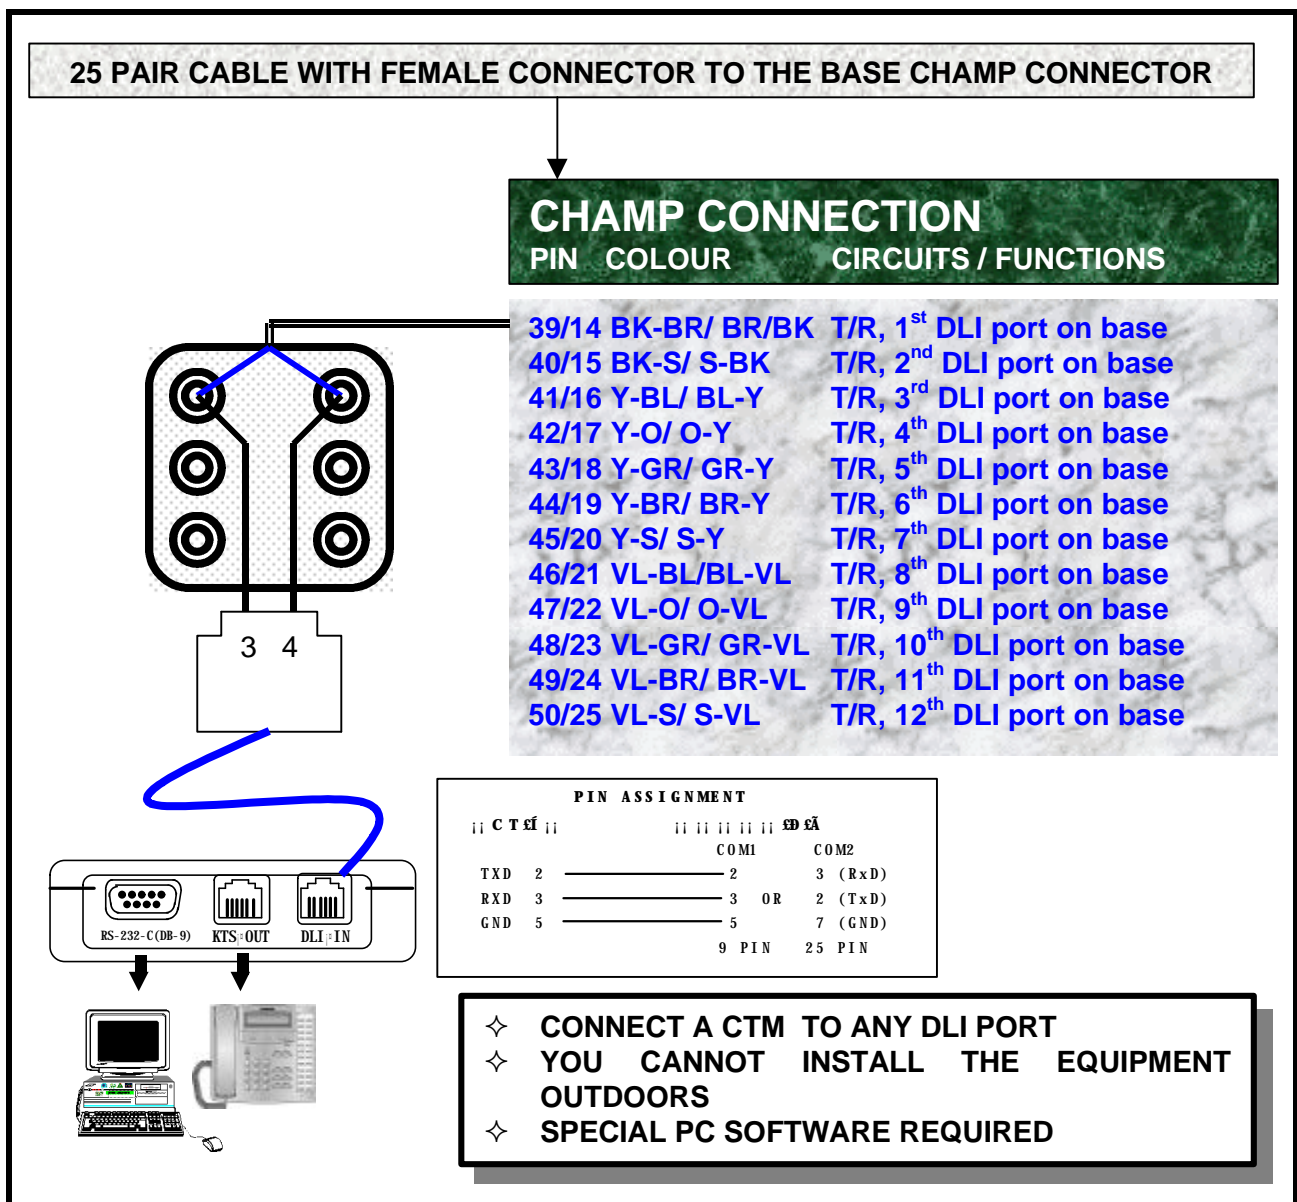 25 PAIR CABLE WITH FEMALE CONNECTOR TO THE BASE CHAMP CONNECTOR
CHAMP CONNECTION
PIN COLOUR CIRCUITS / FUNCTIONS
39/14 BK-BR/ BR/BK T/R, 1st DLI port on base
40/15 BK-S/ S-BK T/R, 2nd DLI port on base
41/16 Y-BL/ BL-Y T/R, 3rd DLI port on base
42/17 Y-O/ O-Y T/R, 4th DLI port on base
43/18 Y-GR/ GR-Y T/R, 5th DLI port on base
44/19 Y-BR/ BR-Y T/R, 6th DLI port on base
45/20 Y-S/ S-Y T/R, 7th DLI port on base
46/21 VL-BL/BL-VL T/R, 8th DLI port on base
47/22 VL-O/ O-VL T/R, 9th DLI port on base
48/23 VL-GR/ GR-VL T/R, 10th DLI port on base
49/24 VL-BR/ BR-VL T/R, 11th DLI port on base
50/25 VL-S/ S-VL T/R, 12th DLI port on base
3 4
PIN ASSIGNMENT
¡¡ C T £Í ¡¡ ¡¡ ¡¡ ¡¡ ¡¡ ¡¡ £Ð £Ã
COM1 COM2
TXD 2 2 3 (RxD)
RXD 3 3 OR 2 (TxD)
GND 5 5 7 (GND)
9 PIN 25 PIN
RS-232-C(DB-9) KTS¡¤OUT DLI¡¤IN
✧ CONNECT A CTM TO ANY DLI PORT
✧ YOU CANNOT INSTALL THE EQUIPMENT
OUTDOORS
✧ SPECIAL PC SOFTWARE REQUIRED